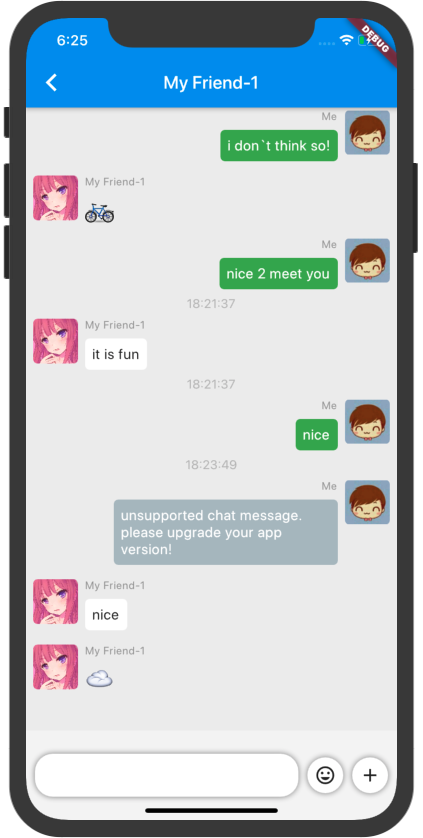 6:25
DEBUG
My Friend-1
Me
i don`t think so!
My Friend-1
Me
nice 2 meet you
18:21:37
My Friend-1
it is fun
18:21:37
Me
nice
18:23:49
Me
unsupported chat message.
please upgrade your app
version!
My Friend-1
nice
My Friend-1